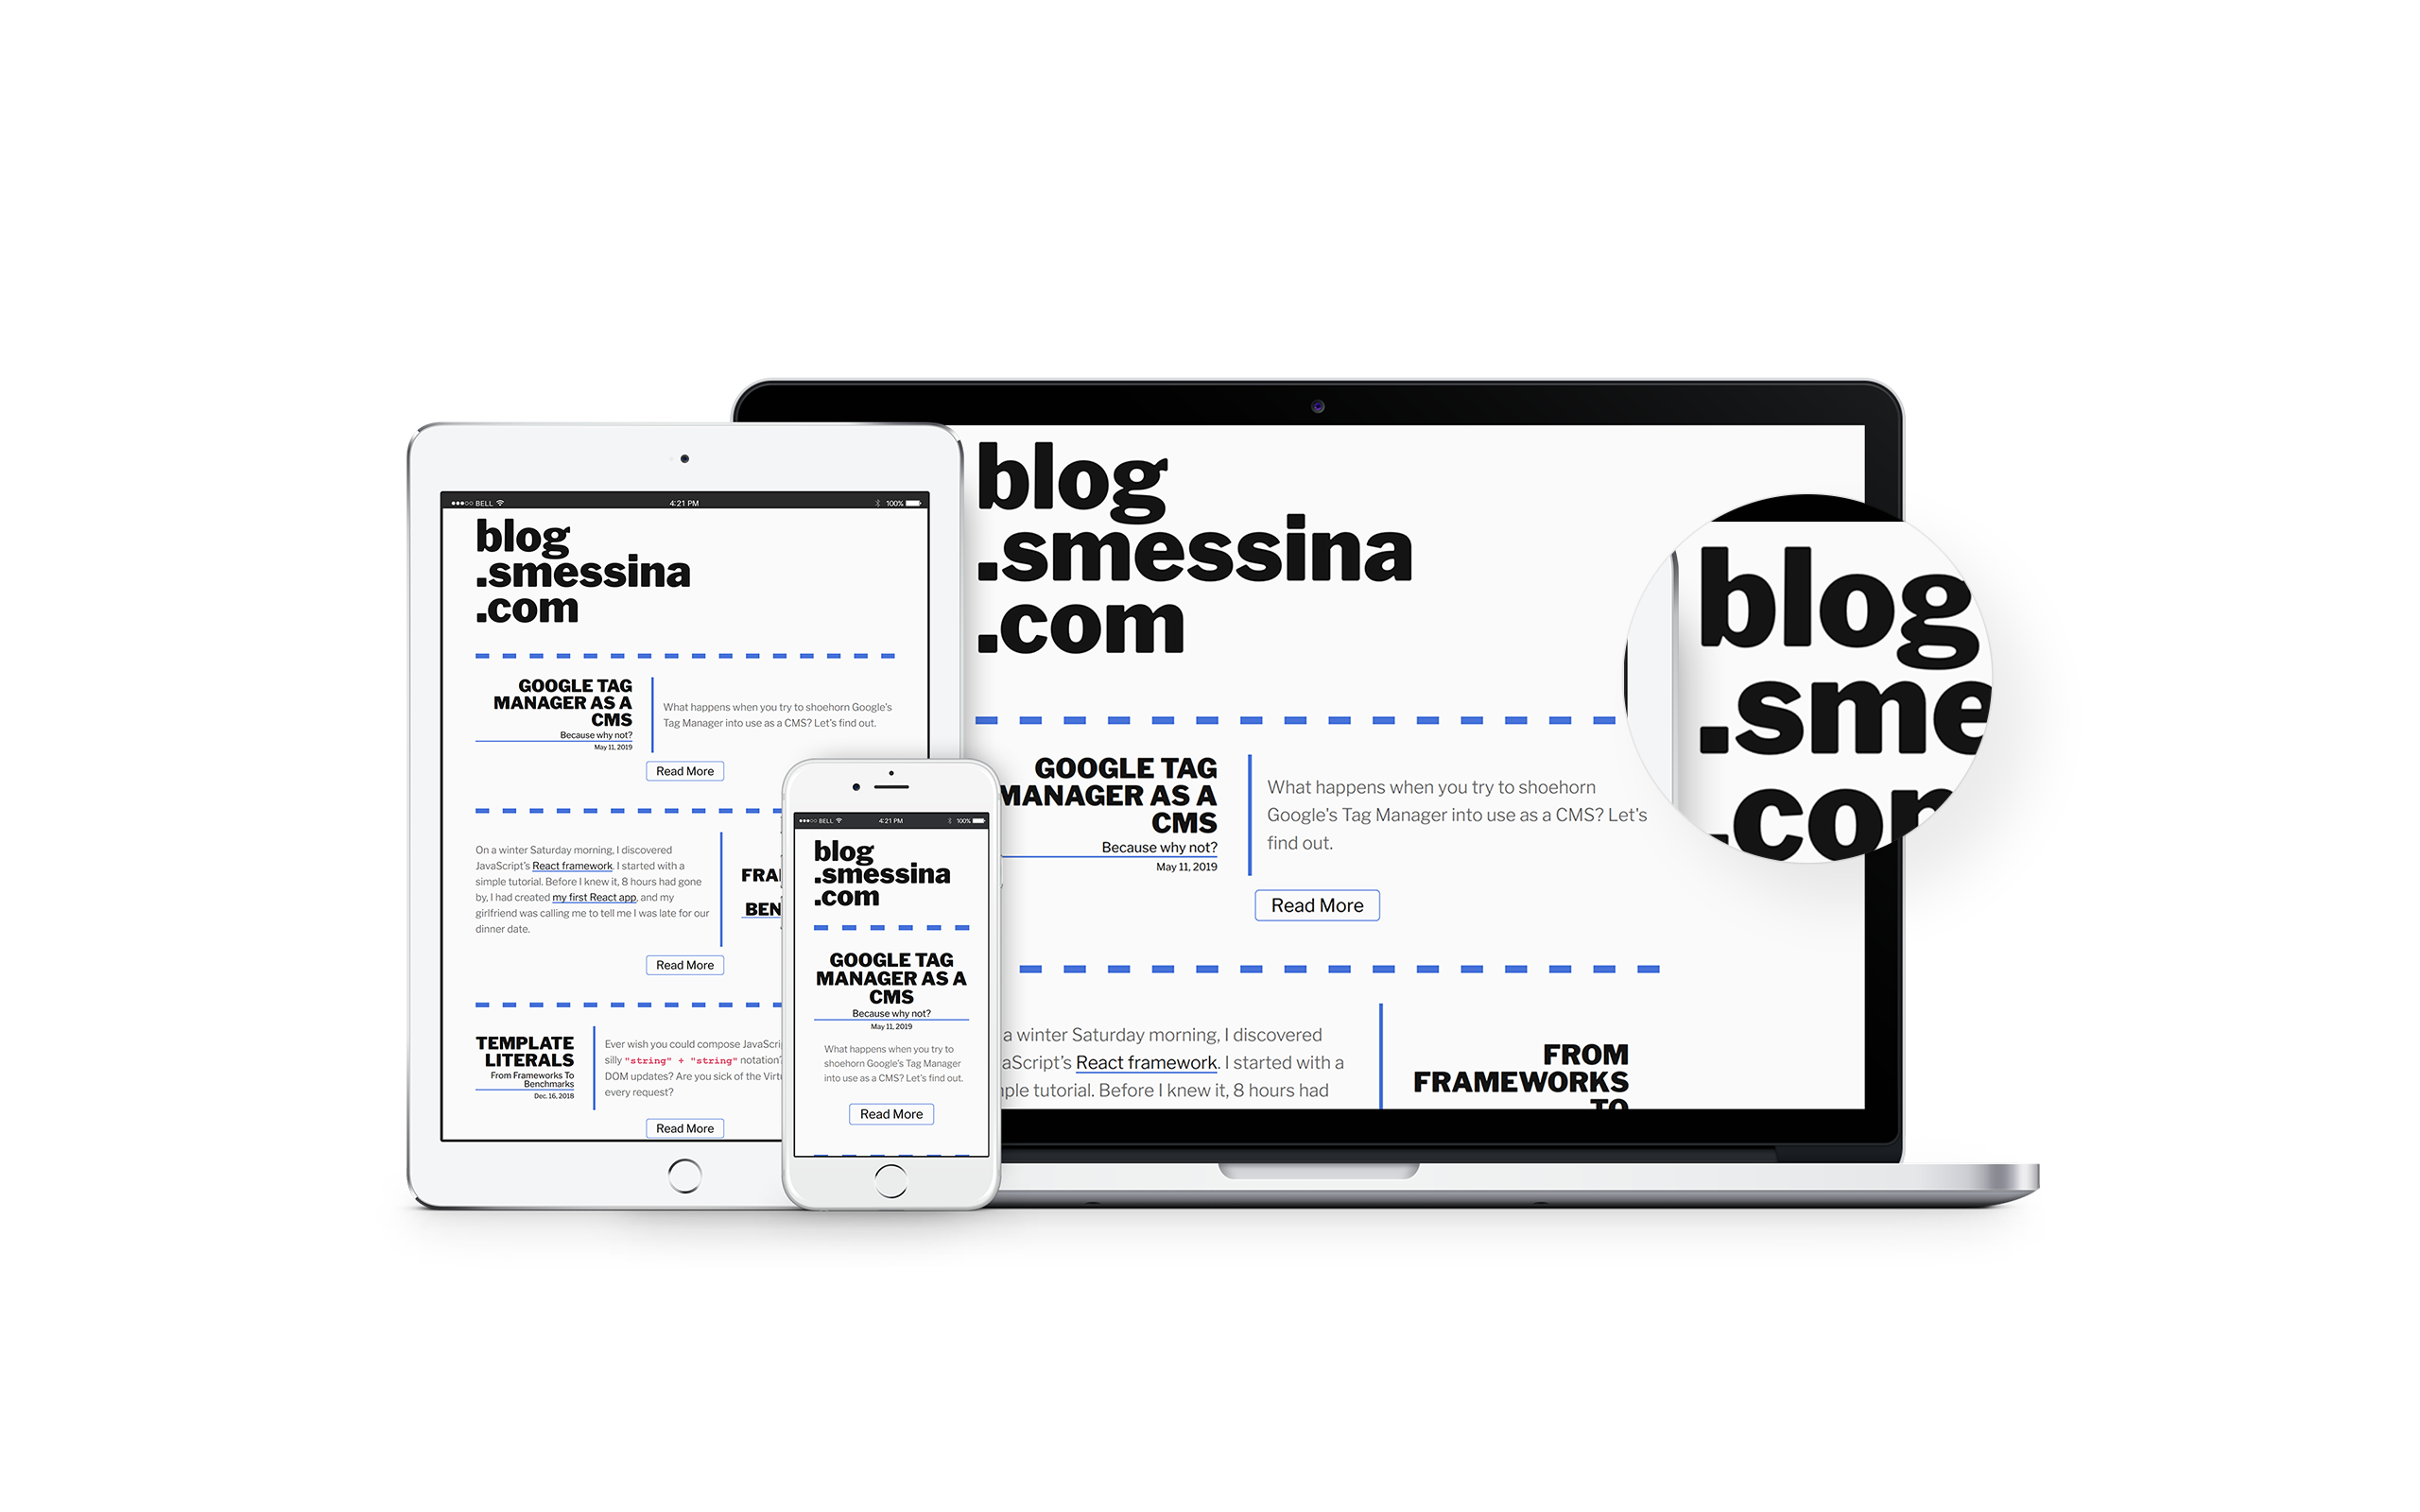 BELL
4:21 PM
100%
blog
.smessina
.com
GOOGLE TAG
MANAGER AS A
CMS
Because why not?
May 11, 2019
What happens when you try to shoehorn Google's
Tag Manager into use as a CMS? Let's find out.
Read More
On a winter Saturday morning, I discovered
JavaScript's React framework. I started with a
simple tutorial. Before I knew it, 8 hours had gone
by, I had created my first React app, and my
girlfriend was calling me to tell me I was late for our
dinner date.
FRA
BEN
Read More
TEMPLATE
LITERALS
From Frameworks To
Benchmarks
Dec. 16, 2018
Ever wish you could compose JavaScri
silly "string" + "string" notation?
DOM updates? Are you sick of the Virtu
every request?
Read More
BELL
4:21 PM
100%
blog
.smessina
.com
GOOGLE TAG
MANAGER AS A
CMS
Because why not?
May 11, 2019
What happens when you try to
shoehorn Google's Tag Manager
into use as a CMS? Let's find out.
Read More
blog
.smessina
.com
GOOGLE TAG
MANAGER AS A
CMS
Because why not?
May 11, 2019
What happens when you try to shoehorn
Google's Tag Manager into use as a CMS? Let's
find out.
Read More
a winter Saturday morning, I discovered
aScript's React framework. I started with a
ple tutorial. Before I knew it, 8 hours had
FROM
FRAMEWORKS
TO
blog
.sme
.com